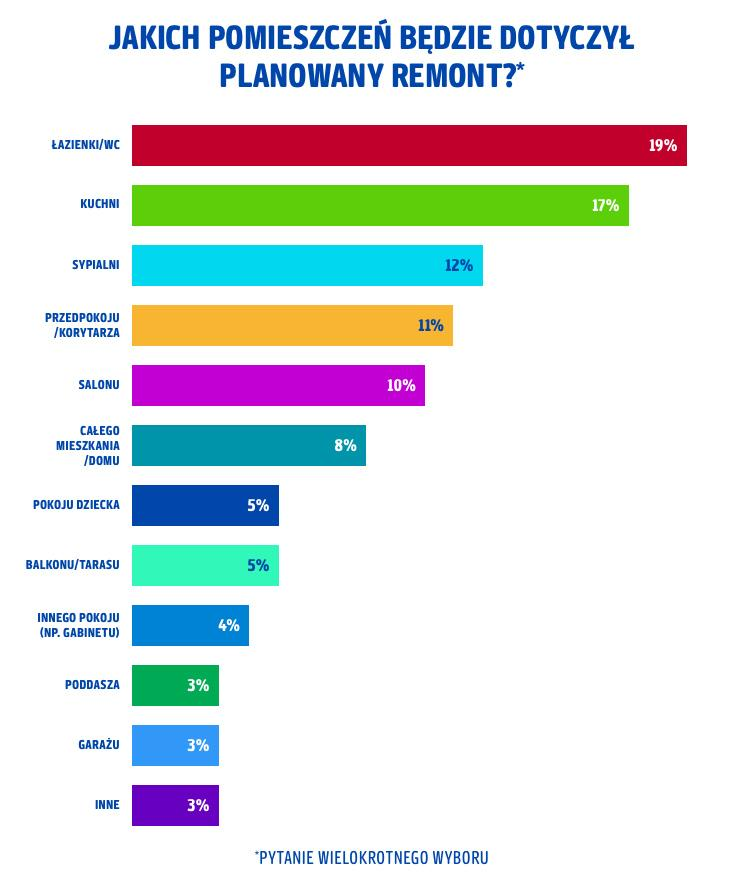 JAKICH POMIESZCZEŃ BĘDZIE DOTYCZYŁ
PLANOWANY REMONT?*
ŁAZIENKI/WC
19%
KUCHNI
17%
SYPIALNI
12%
PRZEDPOKOJU
/KORYTARZA
11%
SALONU
10%
CAŁEGO
MIESZKANIA
/DOMU
8%
POKOJU DZIECKA
5%
BALKONU/TARASU
5%
INNEGO POKOJU
(NP. GABINETU)
4%
PODDASZA
3%
GARAŻU
3%
INNE
3%
*PYTANIE WIELOKROTNEGO WYBORU